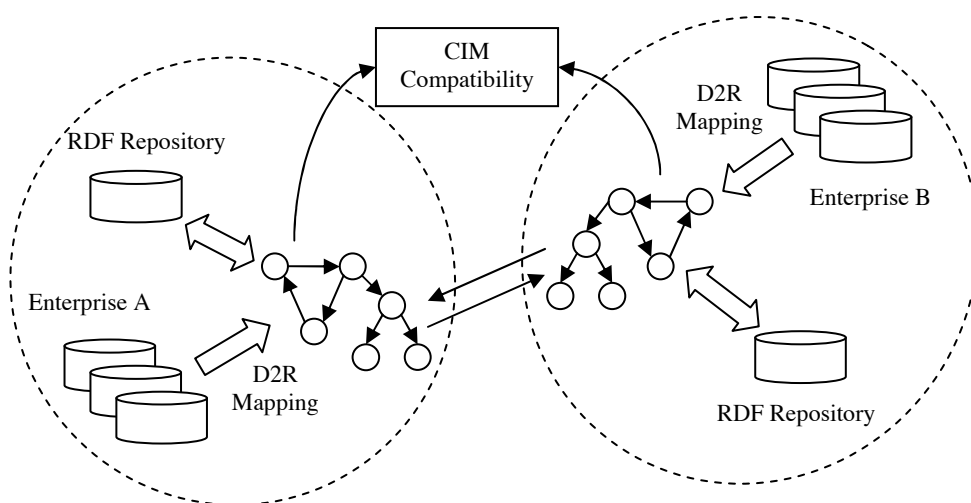 CIM
Compatibility
RDF Repository
Enterprise A
D2R
Mapping
D2R
Mapping
Enterprise B
RDF Repository